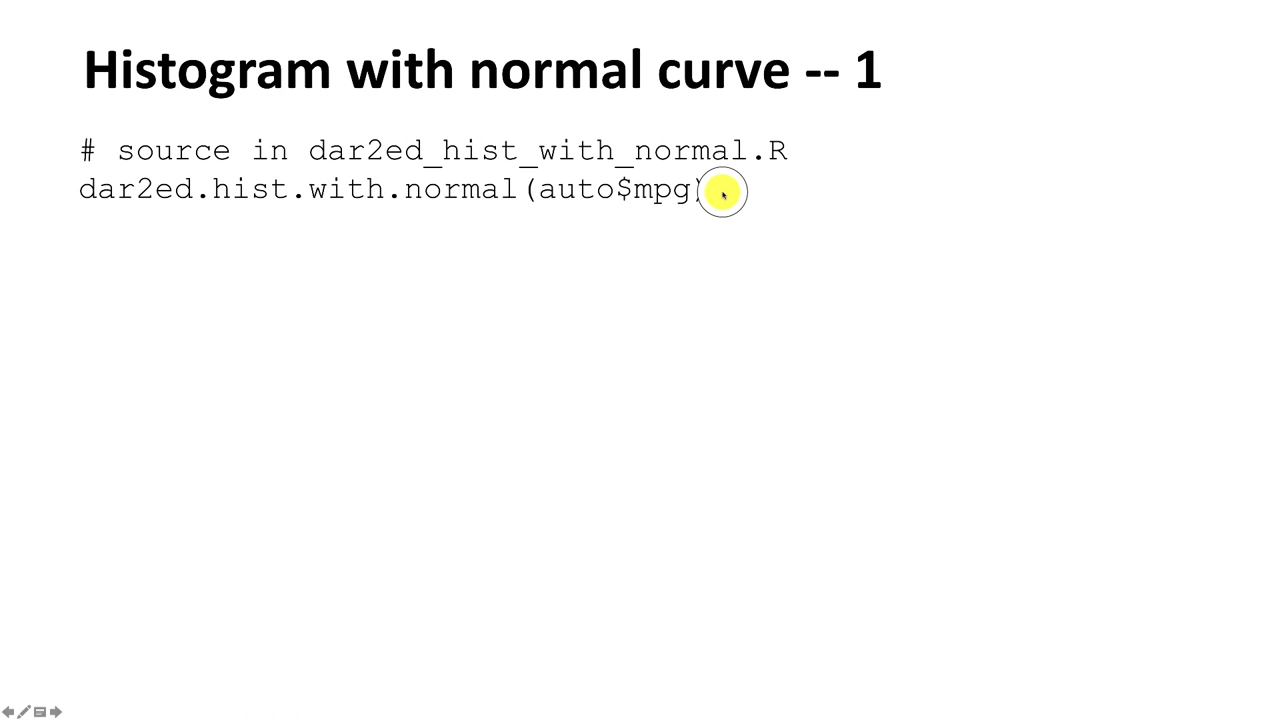 Histogram with normal curve -- 1
# source in dar2ed_hist_with_normal.R
dar2ed.hist.with.normal(auto$mpg)